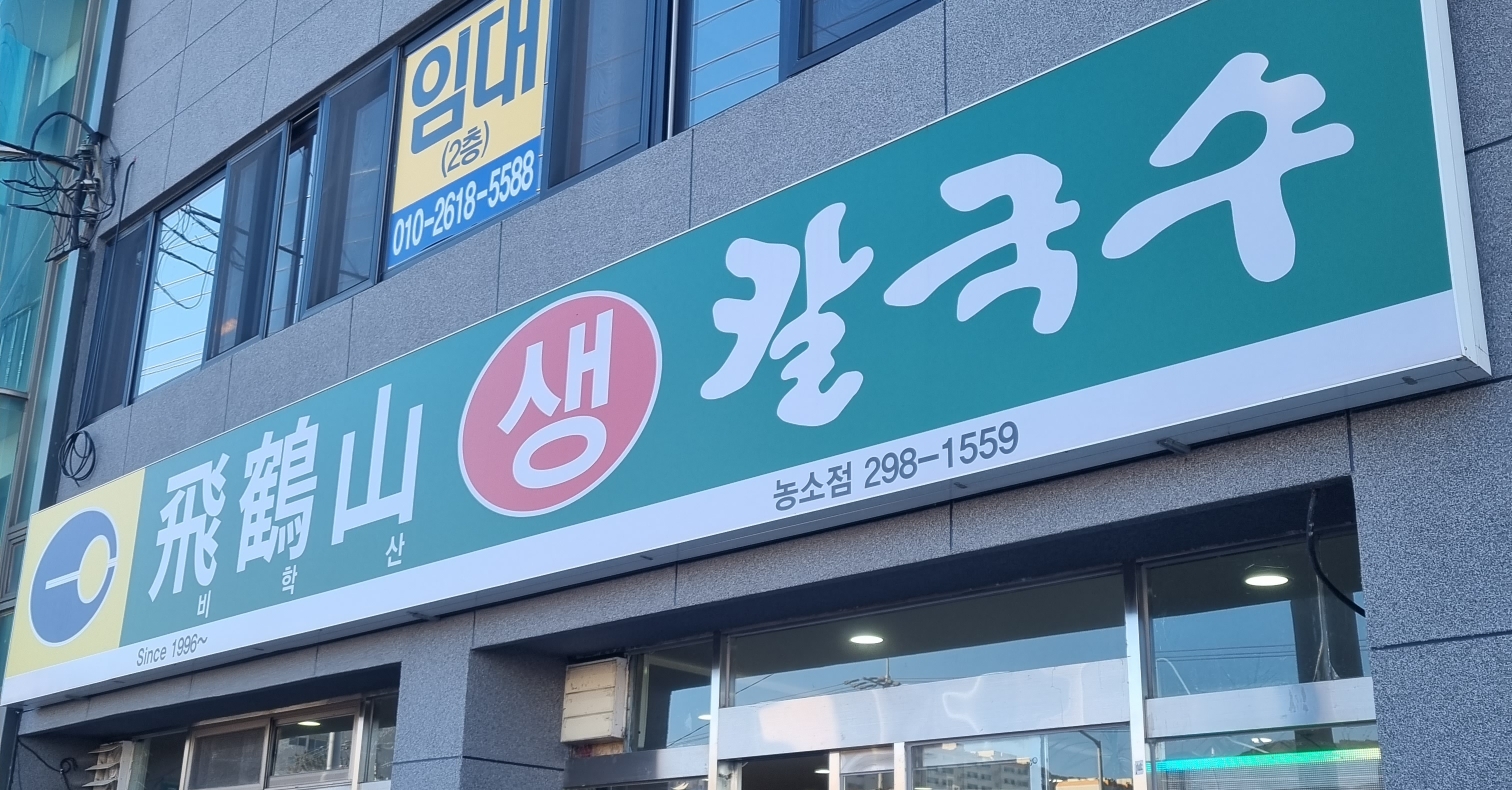 임대
(2층)
010-2618-5588
飛鶴山 생 칼국수
비학산
Since 1996~
농소점 298-1559